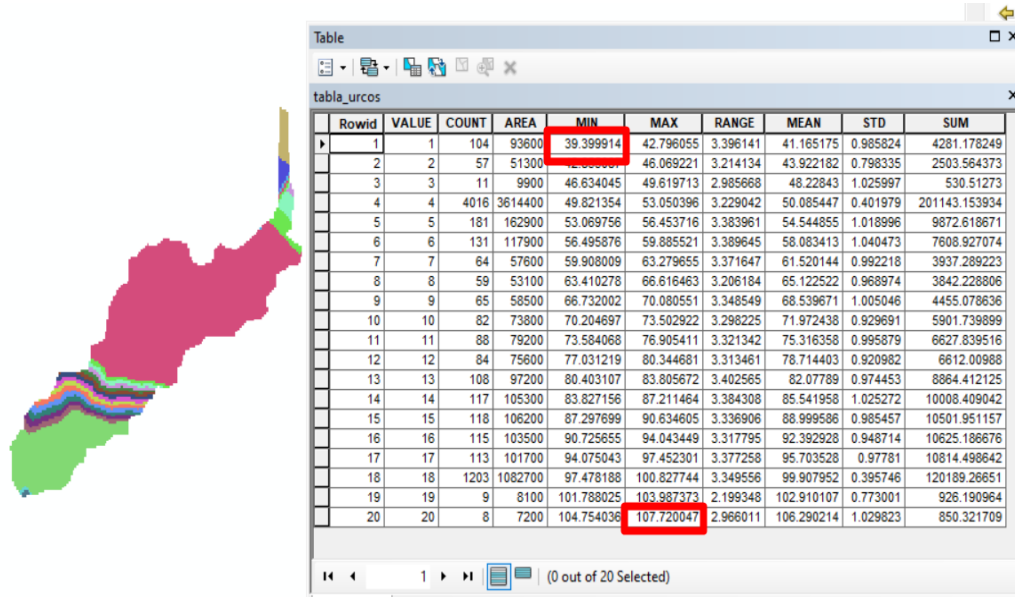 Table
tabla_urcos
Rowid VALUE COUNT AREA MIN MAX RANGE MEAN STD SUM
1 1 104 93600 39.399914 42.796055 3.396141 41.165175 0.985824 4281.178249
2 2 57 51300 46.069221 3.214134 43.922182 0.798335 2503.564373
3 3 11 9900 46.634045 49.619713 2.985668 48.22843 1.025997 530.51273
4 4 4016 3614400 49.821354 53.050396 3.229042 50.085447 0.401979 201143.153934
5 5 181 162900 53.069756 56.453716 3.383961 54.544855 1.018996 9872.618671
6 6 131 117900 56.495876 59.885521 3.389645 58.083413 1.040473 7608.927074
7 7 64 57600 59.908009 63.279655 3.371647 61.520144 0.992218 3937.289223
8 8 59 53100 63.410278 66.616463 3.206184 65.122522 0.968974 3842.228806
9 9 65 58500 66.732002 70.080551 3.348549 68.539671 1.005046 4455.078636
10 10 82 73800 70.204697 73.502922 3.298225 71.972438 0.929691 5901.739899
11 11 88 79200 73.584068 76.905411 3.321342 75.316358 0.995879 6627.839516
12 12 84 75600 77.031219 80.344681 3.313461 78.714403 0.920982 6612.00988
13 13 108 97200 80.403107 83.805672 3.402565 82.07789 0.974453 8864.412125
14 14 117 105300 83.827156 87.211464 3.384308 85.541958 1.025272 10008.409042
15 15 118 106200 87.297699 90.634605 3.336906 88.999586 0.985457 10501.951157
16 16 115 103500 90.725655 94.043449 3.317795 92.392928 0.948714 10625.186676
17 17 113 101700 94.075043 97.452301 3.377258 95.703528 0.97781 10814.498642
18 18 1203 1082700 97.478188 100.827744 3.349556 99.907952 0.395746 120189.26651
19 19 9 8100 101.788025 103.987373 2.199348 102.910107 0.773001 926.190964
20 20 8 7200 104.754036 107.720047 2.966011 106.290214 1.029823 850.321709
1 (0 out of 20 Selected)